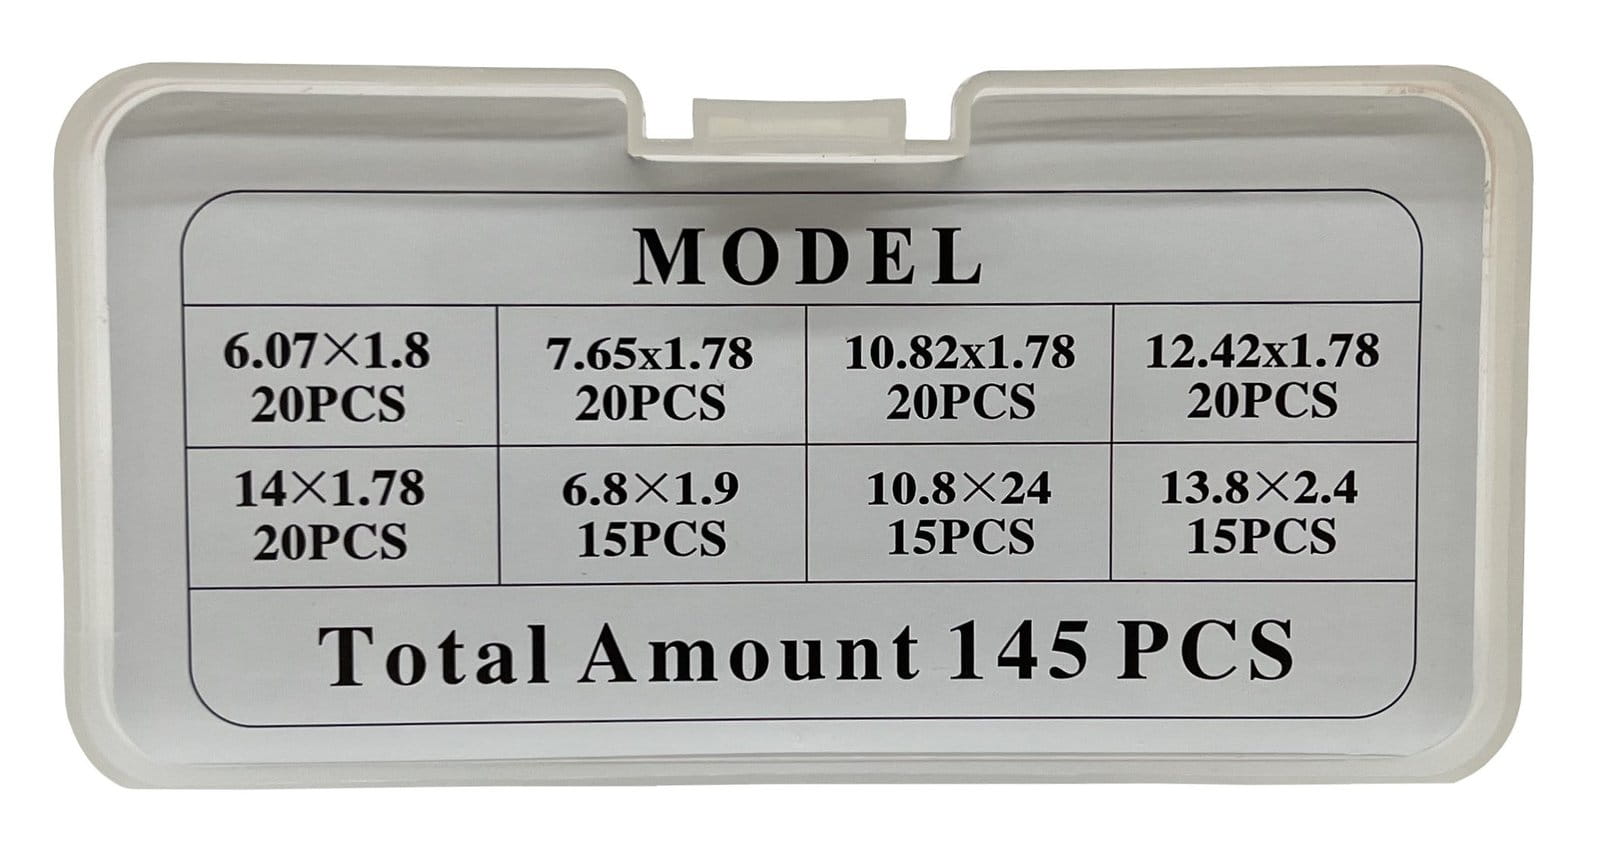 MODEL
6.07×1.8
20PCS
7.65x1.78
20PCS
10.82x1.78
20PCS
12.42x1.78
20PCS
14×1.78
20PCS
6.8×1.9
15PCS
10.8×24
15PCS
13.8×2.4
15PCS
Total Amount 145 PCS